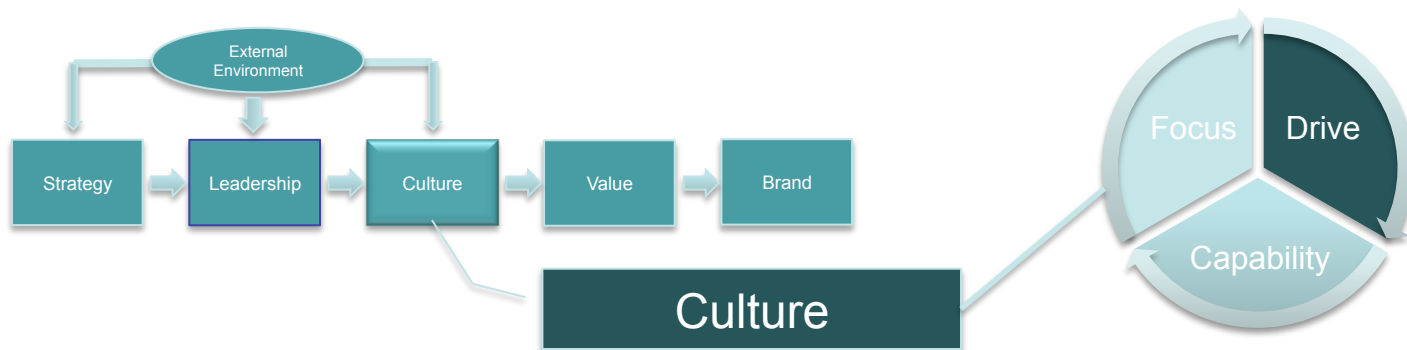 External
Environment
Strategy
Leadership
Culture
Value
Brand
Culture
Focus
Drive
Capability